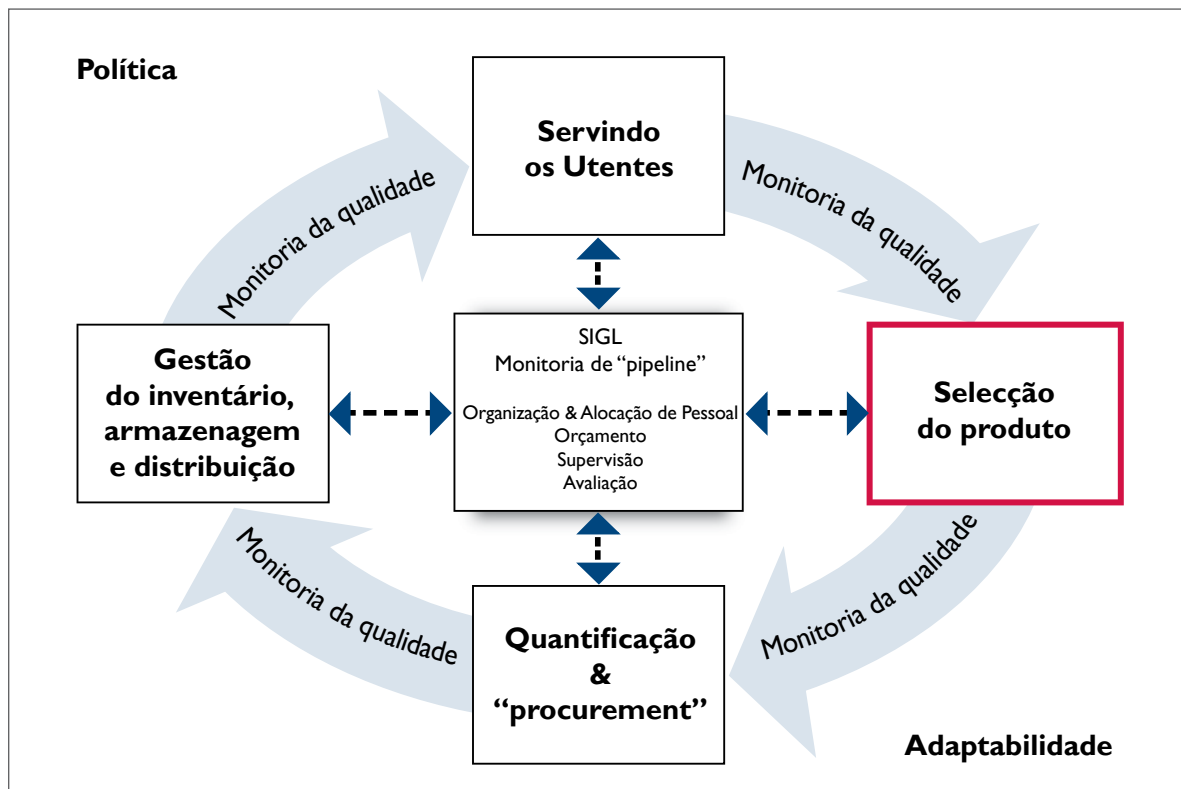 Política
Servindo
os Utentes
Monitoria da qualidade
Monitoria da qualidade
Gestão
do inventário,
armazenagem
e distribuição
SIGL
Monitoria de “pipeline”
Organização & Alocação de Pessoal
Orçamento
Supervisão
Avaliação
Selecção
do produto
Monitoria da qualidade
Monitoria da qualidade
Quantificação
&
“procurement”
Adaptabilidade